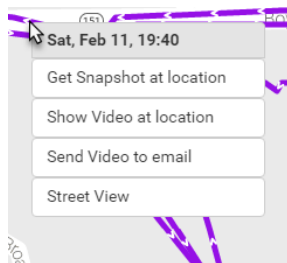 151
Sat, Feb 11, 19:40
Get Snapshot at location
Show Video at location
Send Video to email
Street View